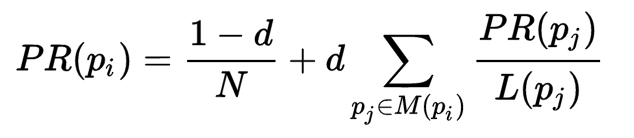 PR(p_i) = \frac{1 - d}{N} + d \sum_{p_j \in M(p_i)} \frac{PR(p_j)}{L(p_j)}